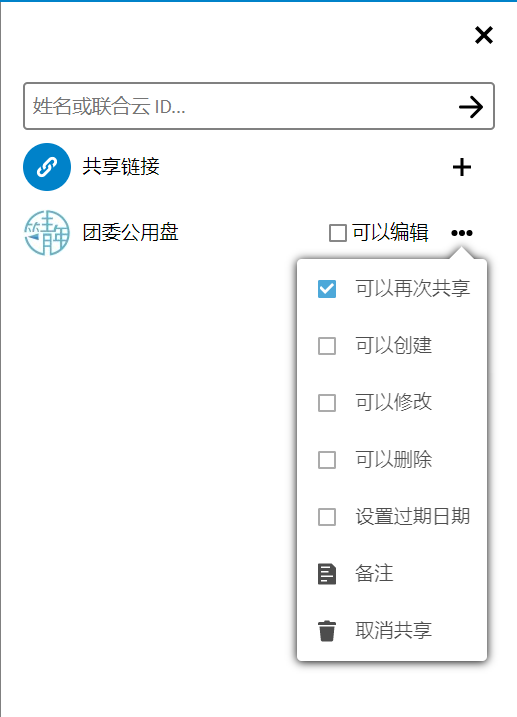 姓名或联合云 ID...
共享链接
团委公用盘
可以编辑
可以再次共享
可以创建
可以修改
可以删除
设置过期日期
备注
取消共享